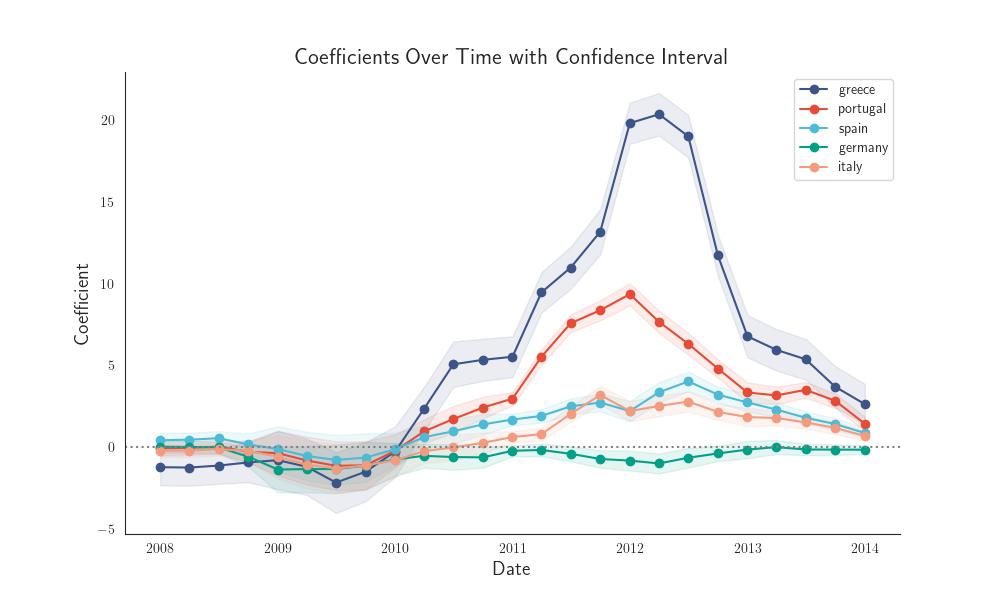 Coefficients Over Time with Confidence Interval
greece
portugal
spain
germany
italy
20
15
10
5
0
−5
Coefficient
2008 2009 2010 2011 2012 2013 2014
Date